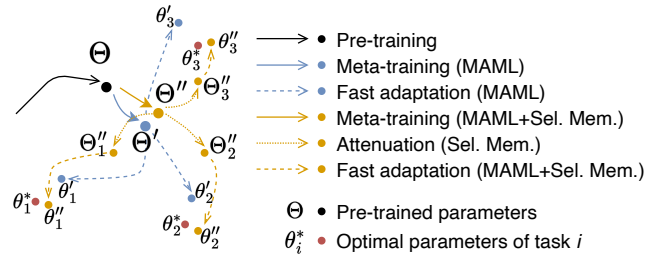 θ′₃
Θ
θ*₃
θ″₃
Θ″
Θ″₃
Θ′
Θ″₁
Θ″₂
θ′₁
θ′₂
θ*₁
θ″₁
θ*₂
θ″₂
Pre-training
Meta-training (MAML)
Fast adaptation (MAML)
Meta-training (MAML+Sel. Mem.)
Attenuation (Sel. Mem.)
Fast adaptation (MAML+Sel. Mem.)
Θ Pre-trained parameters
θ*ᵢ Optimal parameters of task i